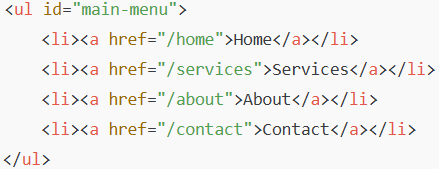 <ul id="main-menu">
    <li><a href="/home">Home</a></li>
    <li><a href="/services">Services</a></li>
    <li><a href="/about">About</a></li>
    <li><a href="/contact">Contact</a></li>
</ul>